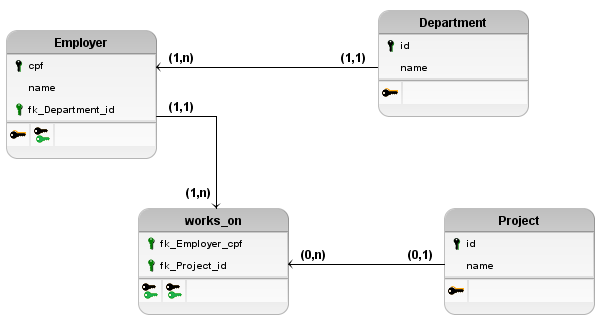 Department
id
name
Employer
cpf
name
fk_Department_id
(1,n)
(1,1)
(1,1)
(1,n)
works_on
fk_Employer_cpf
fk_Project_id
(0,n)
(0,1)
Project
id
name